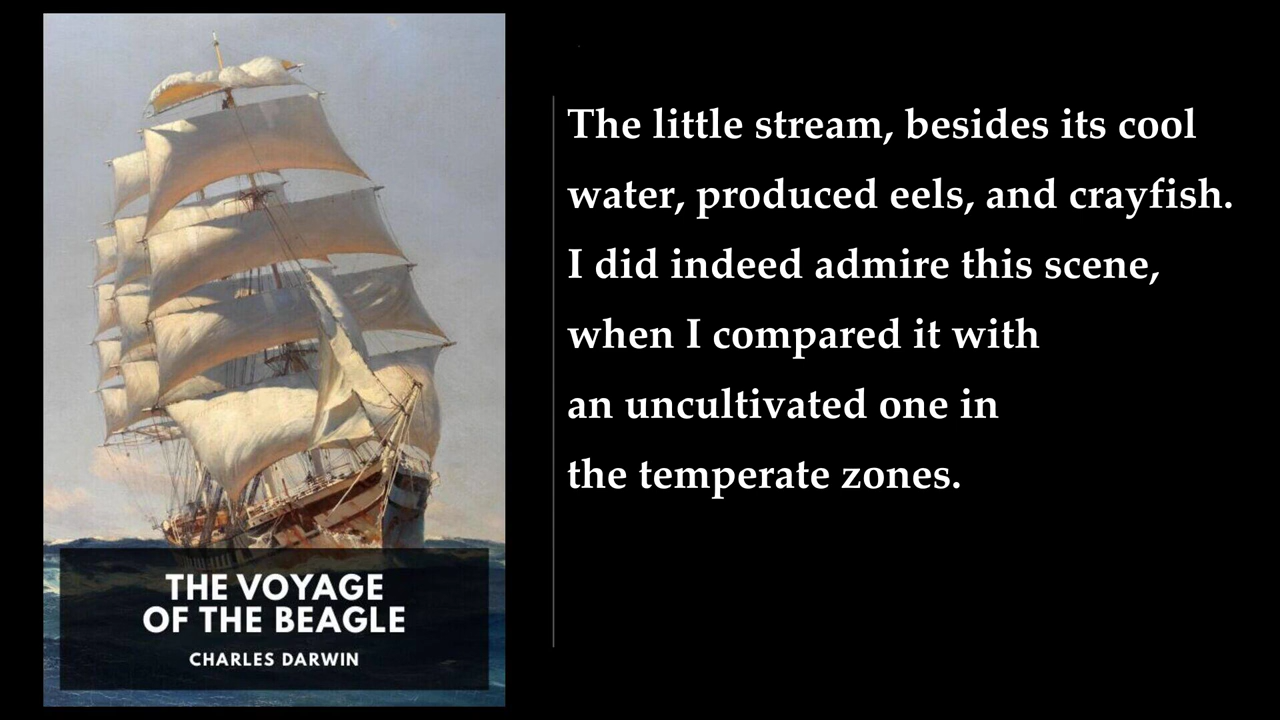 THE VOYAGE
OF THE BEAGLE
CHARLES DARWIN
The little stream, besides its cool
water, produced eels, and crayfish.
I did indeed admire this scene,
when I compared it with
an uncultivated one in
the temperate zones.